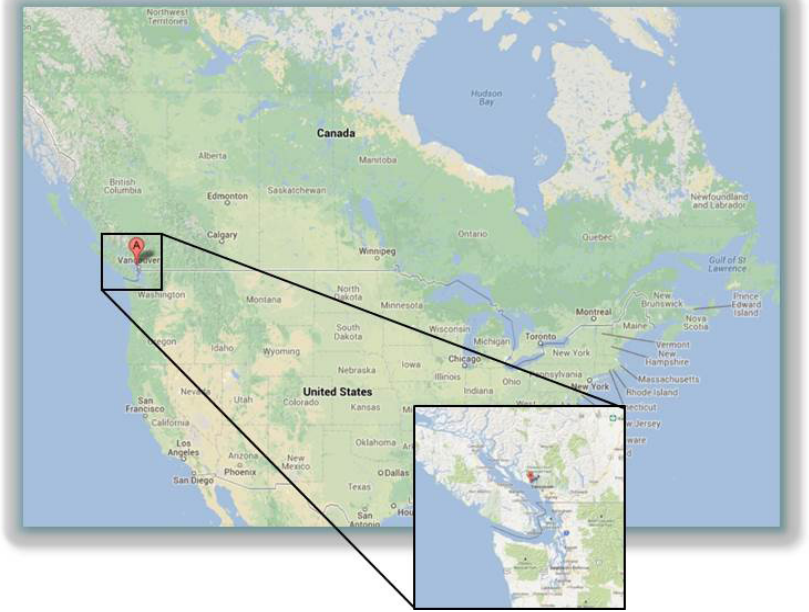 Northwest
Territories
Hudson
Bay
Canada
Alberta
Manitoba
British
Columbia
Edmonton
Saskatchewan
Newfoundland
and Labrador
Calgary
Ontario
Quebec
A
Vancouver
Winnipeg
Gulf of St
Lawrence
Washington
Montana
North
Dakota
Minnesota
Montreal
New
Brunswick
Prince
Edward
Island
Nova
Scotia
Maine
Oregon
Idaho
Wyoming
South
Dakota
Wisconsin
Michigan
Toronto
Vermont
New
Hampshire
New York
Chicago
Massachusetts
Nebraska
Iowa
Illinois
Indiana
Ohio
Pennsylvania
New York
Rhode Island
Nevada
Utah
Colorado
United States
Kansas
San
Francisco
California
necticut
w Jersey
ware
d
Los
Angeles
Arizona
New
Mexico
Oklahoma
Phoenix
San Diego
Dallas
Texas
San
Antonio
Hou